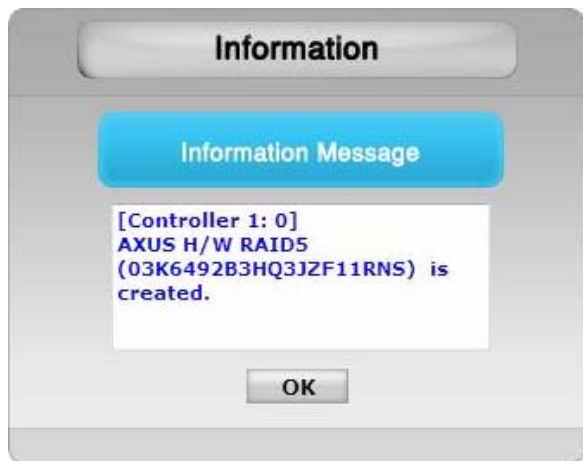 Information
Information Message
[Controller 1: 0]
AXUS H/W RAID5
(03K6492B3HQ3JZF11RNS) is
created.
OK